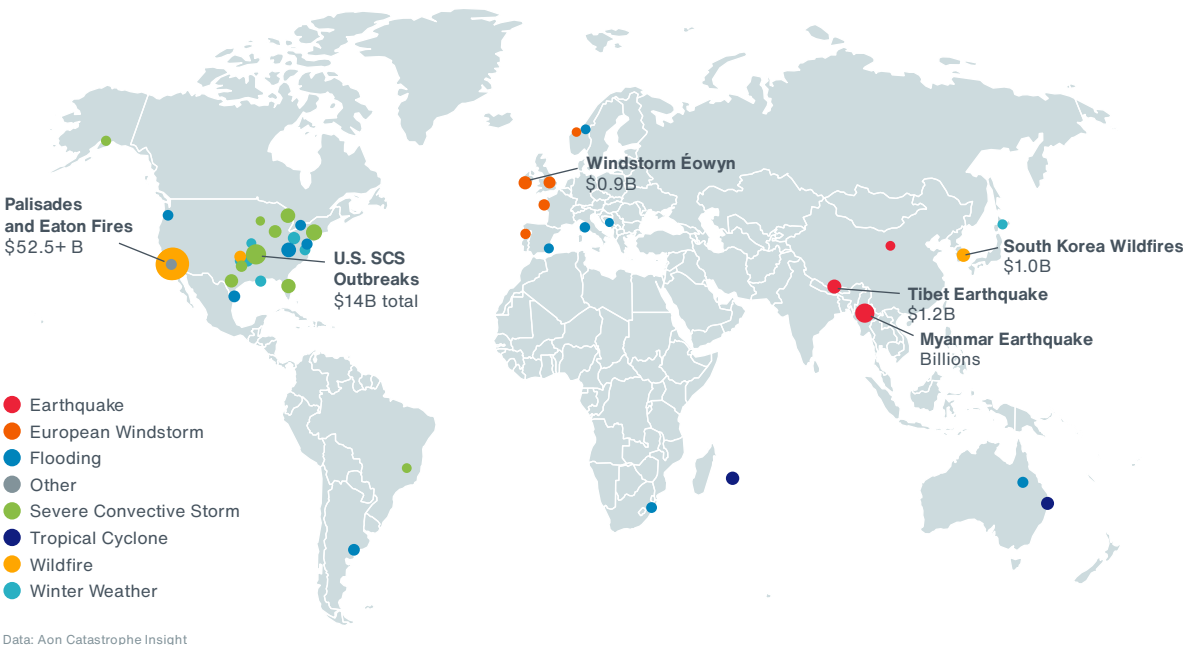 Windstorm Éowyn
$0.9B
Palisades
and Eaton Fires
$52.5+ B
U.S. SCS
Outbreaks
$14B total
South Korea Wildfires
$1.0B
Tibet Earthquake
$1.2B
Myanmar Earthquake
Billions
Earthquake
European Windstorm
Flooding
Other
Severe Convective Storm
Tropical Cyclone
Wildfire
Winter Weather
Data: Aon Catastrophe Insight